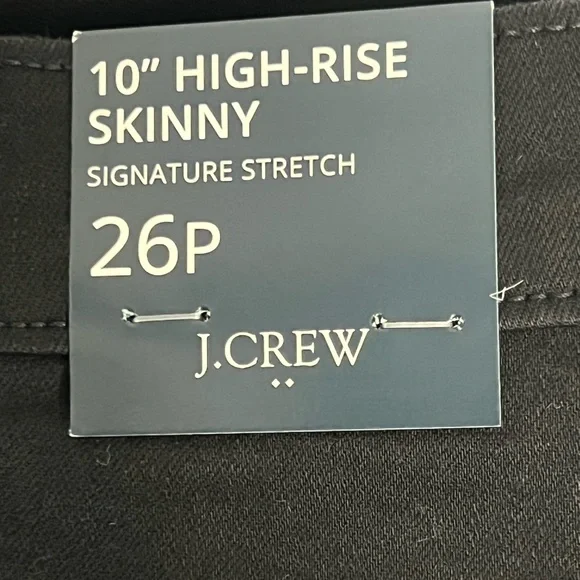 10” HIGH-RISE
SKINNY
SIGNATURE STRETCH
26P
J.CREW